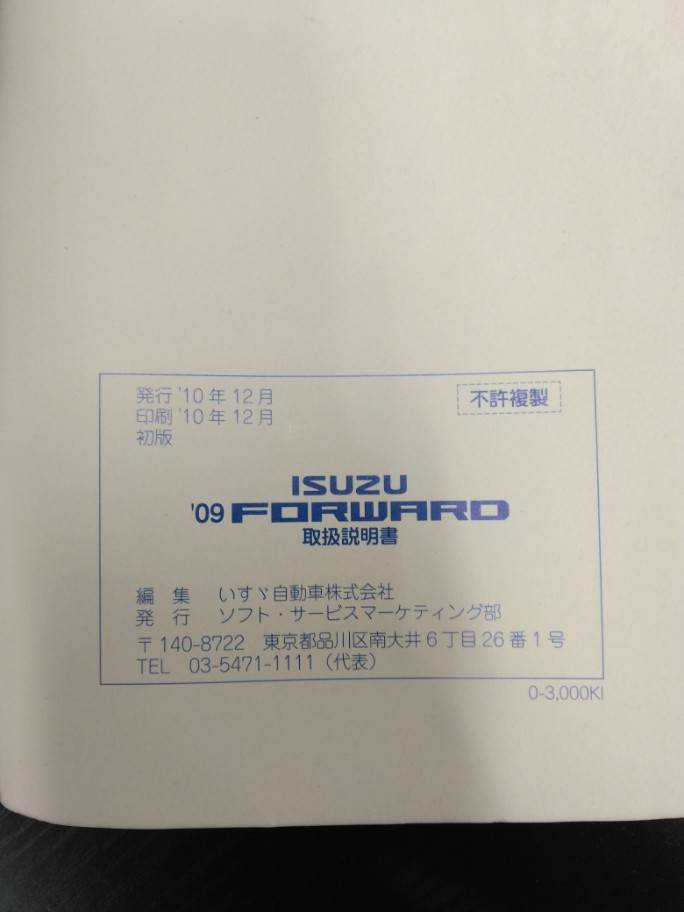 発行 '10 年 12 月
不許複製
印刷 '10 年 12 月
初版
ISUZU
'09 FORWARD
取扱説明書
編 集 いすゞ自動車株式会社
発 行 ソフト・サービスマーケティング部
〒 140-8722 東京都品川区南大井 6 丁目 26 番 1 号
TEL 03-5471-1111（代表）
0-3,000KI